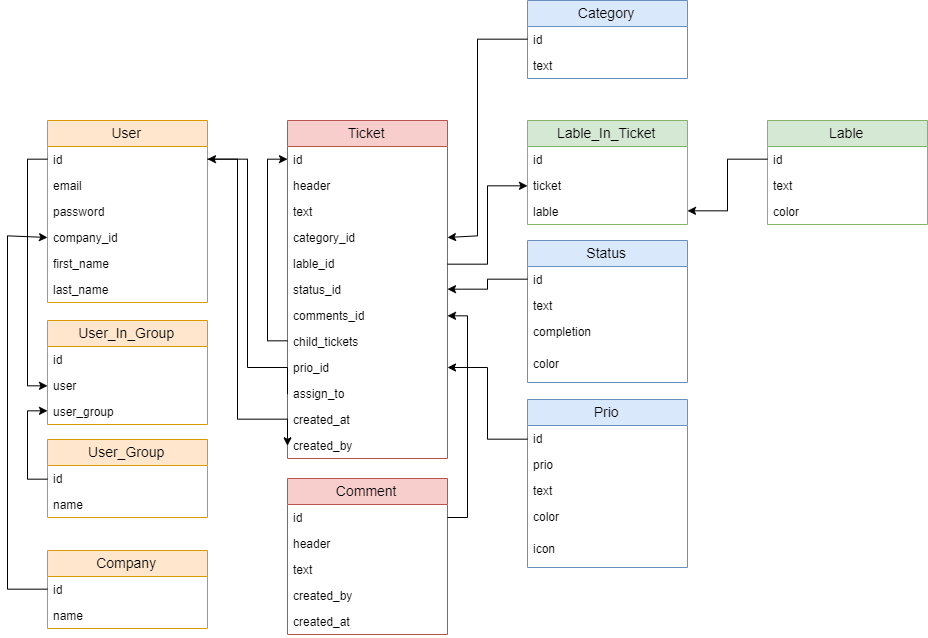 Category
id
text
User
id
email
password
company_id
first_name
last_name
Ticket
id
header
text
category_id
lable_id
status_id
comments_id
child_tickets
prio_id
assign_to
created_at
created_by
Lable_In_Ticket
id
ticket
lable
Lable
id
text
color
Status
id
text
completion
color
User_In_Group
id
user
user_group
Prio
id
prio
text
color
icon
User_Group
id
name
Comment
id
header
text
created_by
created_at
Company
id
name